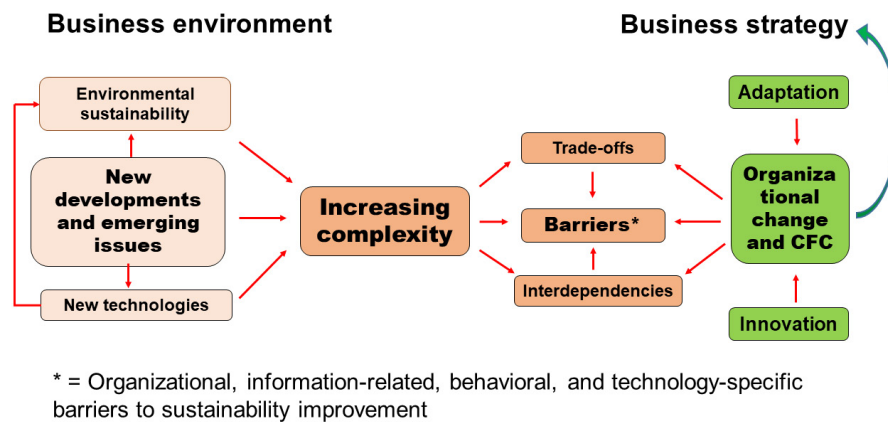 Business environment
Business strategy
Environmental
sustainability
New
developments
and emerging
issues
New technologies
Increasing
complexity
Trade-offs
Barriers*
Interdependencies
Adaptation
Organiza
tional
change
and CFC
Innovation
* = Organizational, information-related, behavioral, and technology-specific
barriers to sustainability improvement